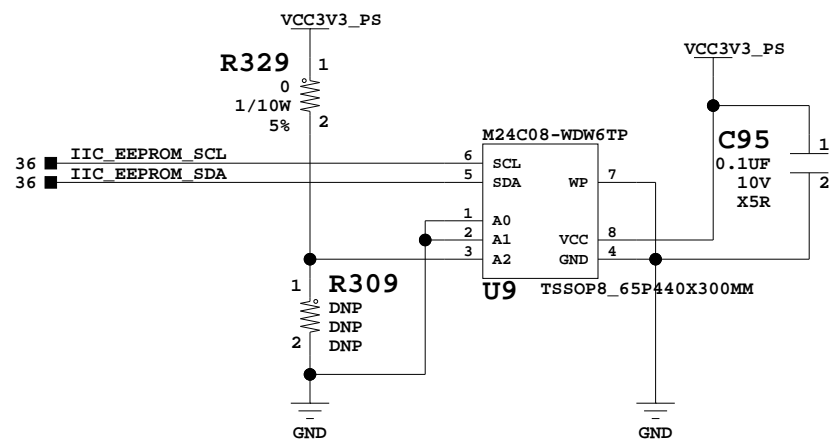 VCC3V3_PS
VCC3V3_PS
R329
1
0
1/10W
5%
2
M24C08-WDW6TP
C95
0.1UF
10V
X5R
1
2
36 IIC_EEPROM_SCL 6 SCL
36 IIC_EEPROM_SDA 5 SDA WP 7
1 A0
2 A1 VCC 8
3 A2 GND 4
U9 TSSOP8_65P440X300MM
1 R309
DNP
DNP
2 DNP
GND
GND